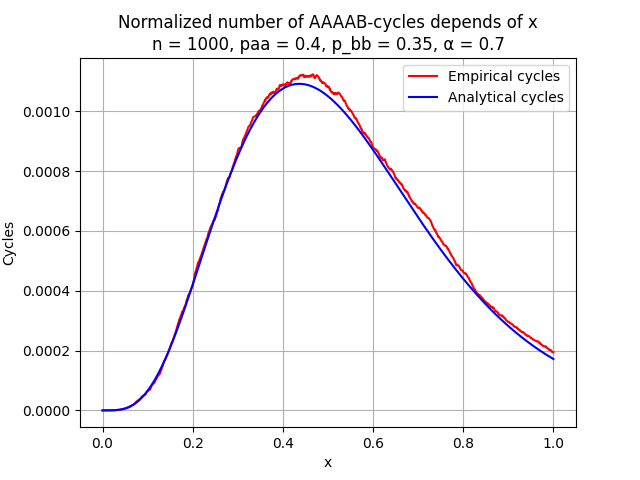 Normalized number of AAAAB-cycles depends of x
n = 1000, paa = 0.4, p_bb = 0.35, α = 0.7
Empirical cycles
Analytical cycles
0.0010
0.0008
0.0006
0.0004
0.0002
0.0000
Cycles
0.0 0.2 0.4 0.6 0.8 1.0
x